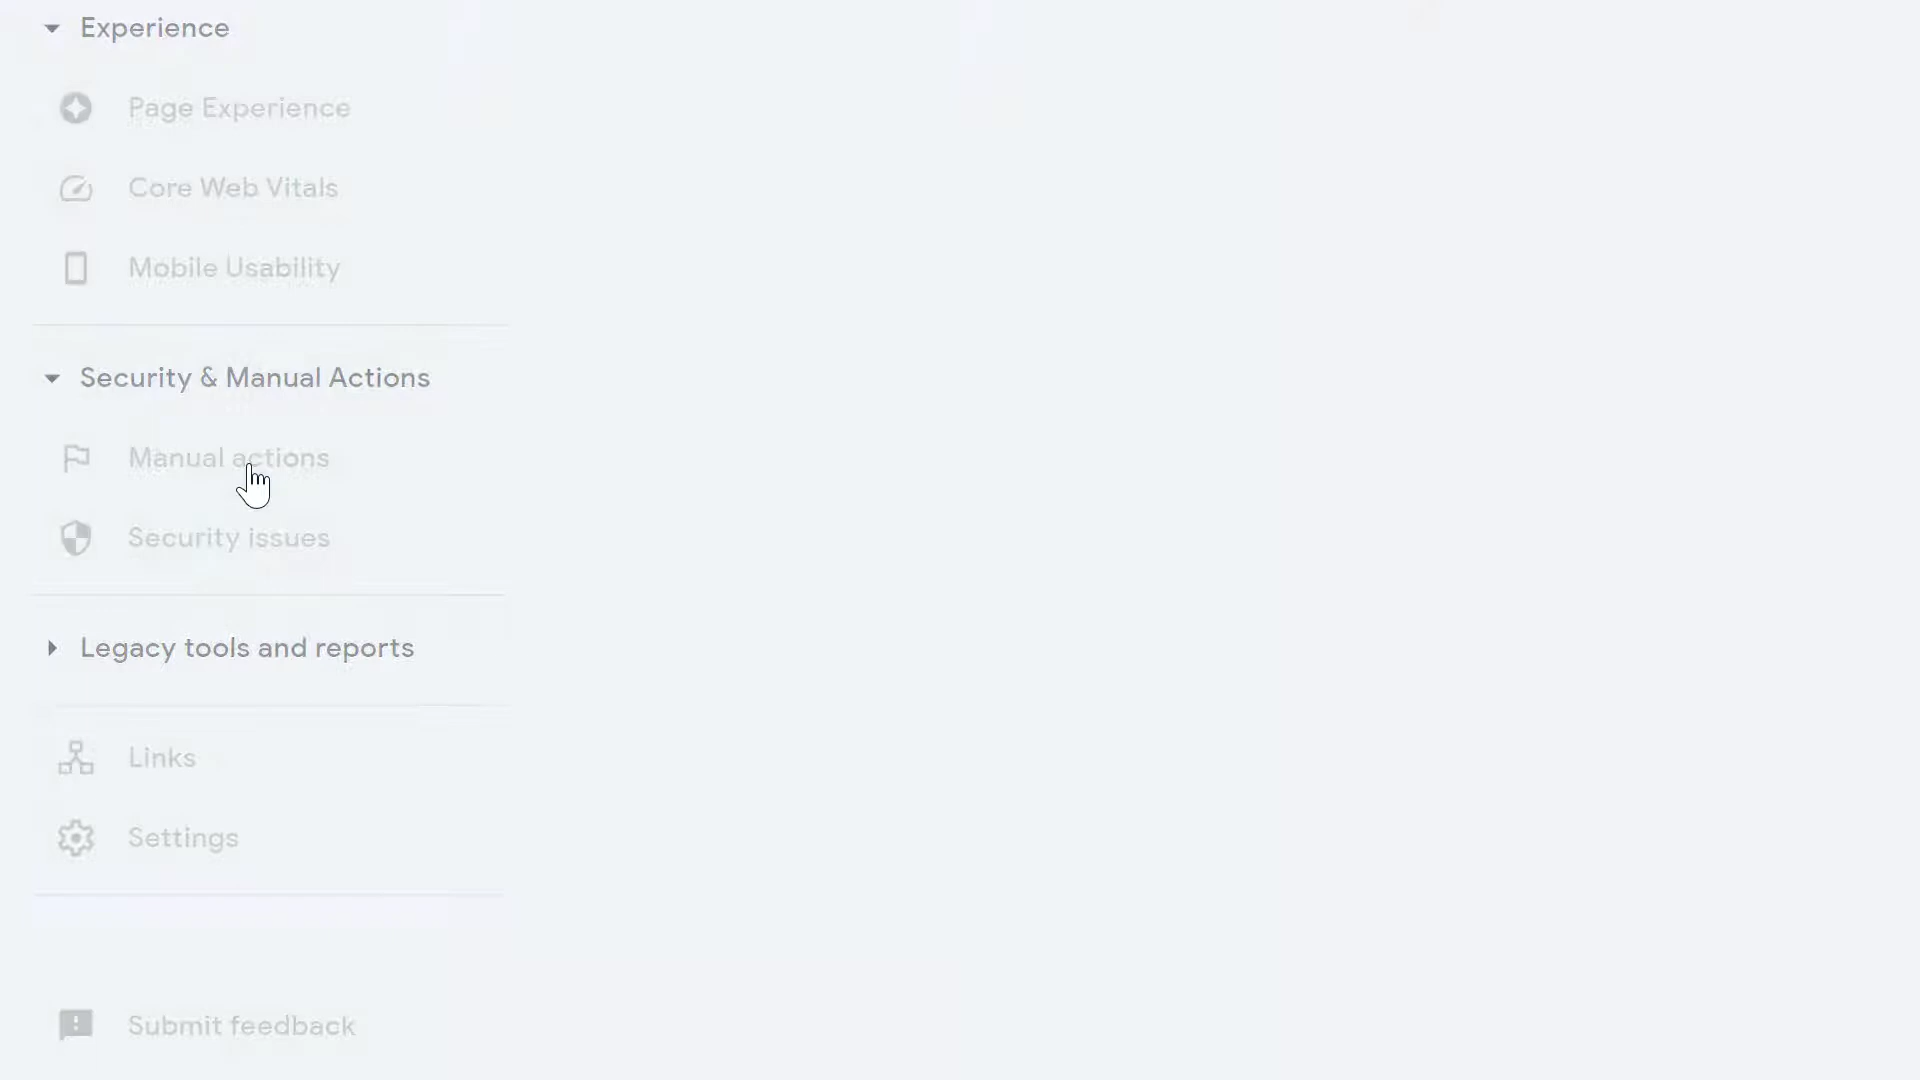 Experience
Page Experience
Core Web Vitals
Mobile Usability
Security & Manual Actions
Manual actions
Security issues
Legacy tools and reports
Links
Settings
Submit feedback